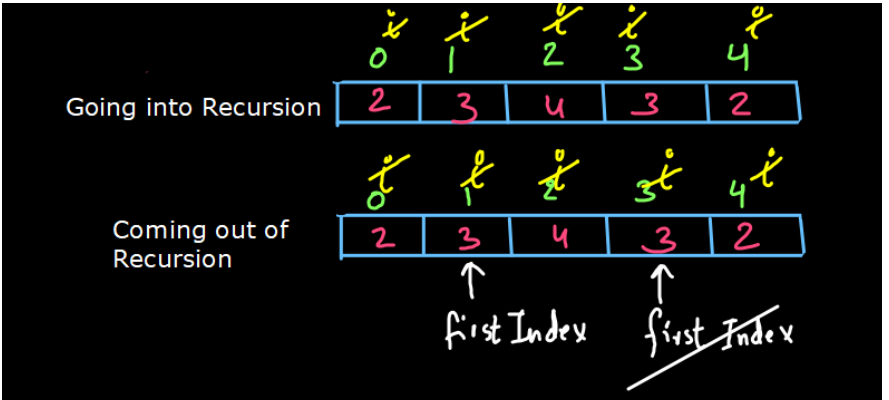 i i i i i
0 1 2 3 4
Going into Recursion 2 3 4 3 2
i i i i i
0 1 2 3 4
Coming out of 2 3 4 3 2
Recursion
first Index first Index